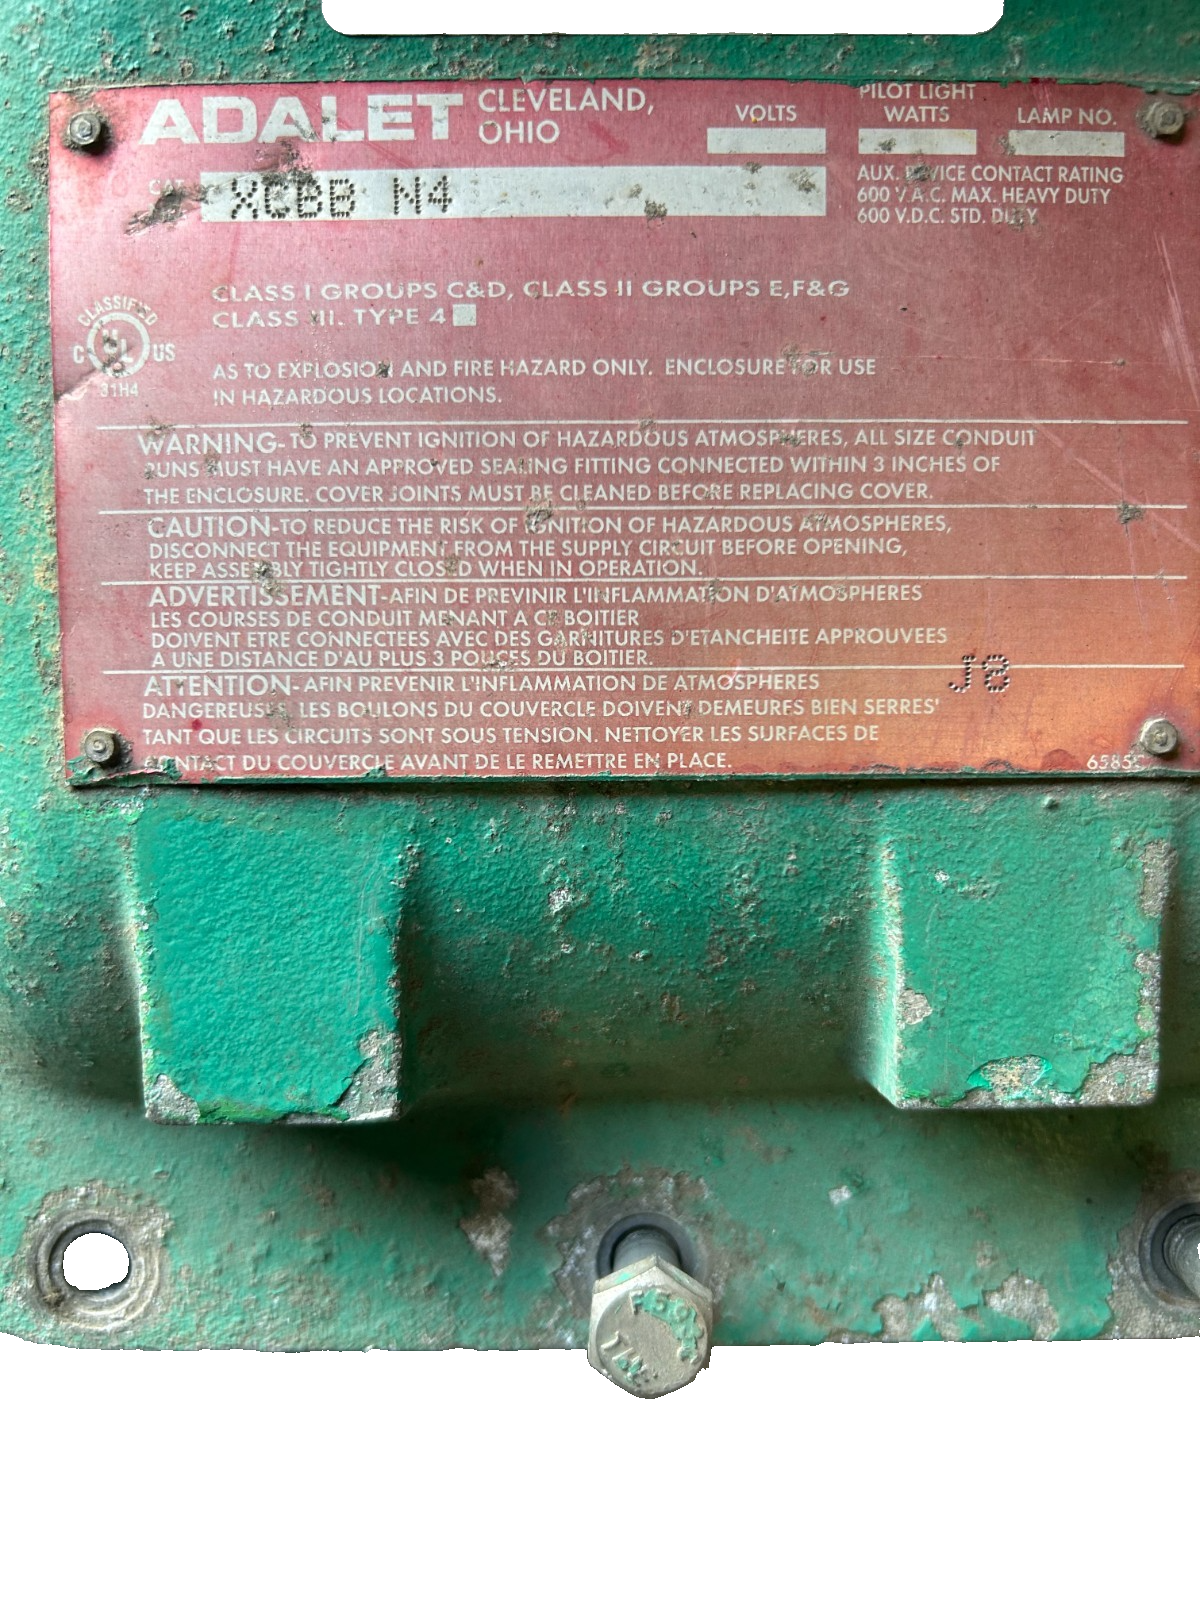 ADALET CLEVELAND, OHIO
VOLTS
PILOT LIGHT
WATTS
LAMP NO.
CAT. XCBB N4
AUX. DEVICE CONTACT RATING
600 V.A.C. MAX. HEAVY DUTY
600 V.D.C. STD. DUTY
CLASS I GROUPS C&D, CLASS II GROUPS E,F&G
CLASS III. TYPE 4
CLASSIFIED
C UL US
31H4
AS TO EXPLOSION AND FIRE HAZARD ONLY. ENCLOSURE FOR USE
IN HAZARDOUS LOCATIONS.
WARNING-TO PREVENT IGNITION OF HAZARDOUS ATMOSPHERES, ALL SIZE CONDUIT
RUNS MUST HAVE AN APPROVED SEALING FITTING CONNECTED WITHIN 3 INCHES OF
THE ENCLOSURE. COVER JOINTS MUST BE CLEANED BEFORE REPLACING COVER.
CAUTION-TO REDUCE THE RISK OF IGNITION OF HAZARDOUS ATMOSPHERES,
DISCONNECT THE EQUIPMENT FROM THE SUPPLY CIRCUIT BEFORE OPENING,
KEEP ASSEMBLY TIGHTLY CLOSED WHEN IN OPERATION.
ADVERTISSEMENT-AFIN DE PREVINIR L'INFLAMMATION D'ATMOSPHERES
LES COURSES DE CONDUIT MENANT A CE BOITIER
DOIVENT ETRE CONNECTEES AVEC DES GARNITURES D'ETANCHEITE APPROUVEES
A UNE DISTANCE D'AU PLUS 3 POUCES DU BOITIER.
J8
ATTENTION-AFIN PREVENIR L'INFLAMMATION DE ATMOSPHERES
DANGEREUSES, LES BOULONS DU COUVERCLE DOIVENT DEMEURES BIEN SERRES'
TANT QUE LES CIRCUITS SONT SOUS TENSION. NETTOYER LES SURFACES DE
CONTACT DU COUVERCLE AVANT DE LE REMETTRE EN PLACE.